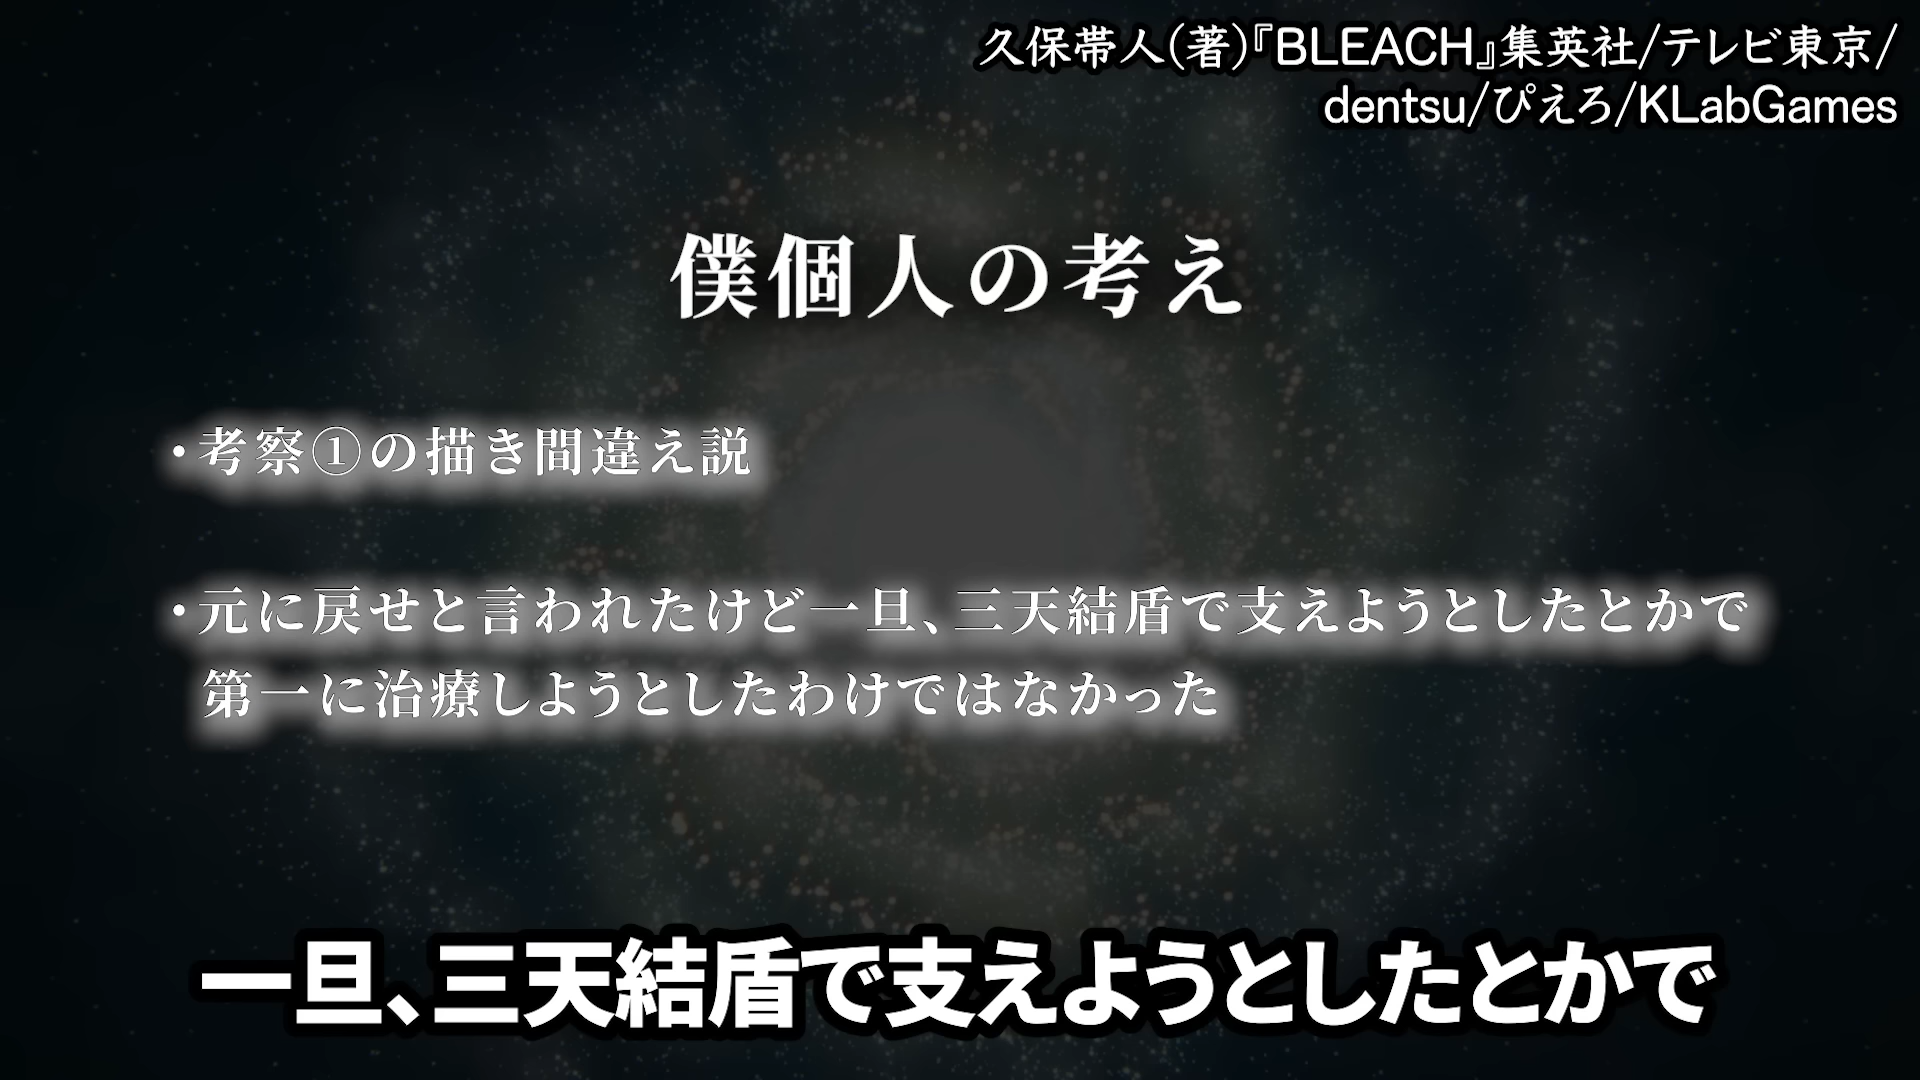 久保帯人(著)『BLEACH』集英社/テレビ東京/
dentsu/ぴえろ/KLabGames
僕個人の考え
・考察①の描き間違え説
・元に戻せと言われたけど一旦、三天結盾で支えようとしたとかで
第一に治療しようとしたわけではなかった
一旦、三天結盾で支えようとしたとかで